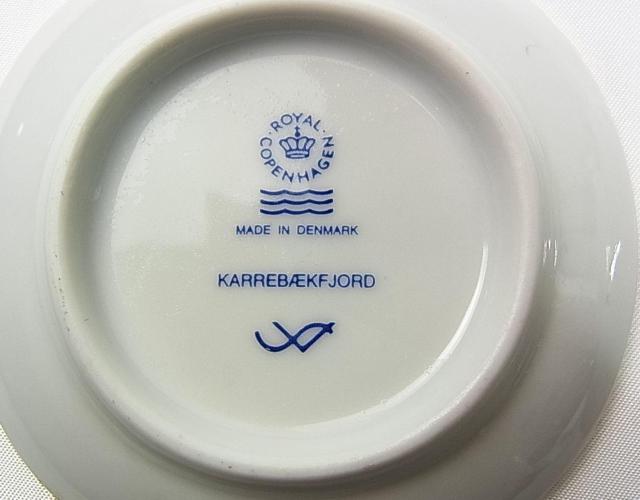 ROYAL
COPENHAGEN
MADE IN DENMARK
KARREBÆKFJORD